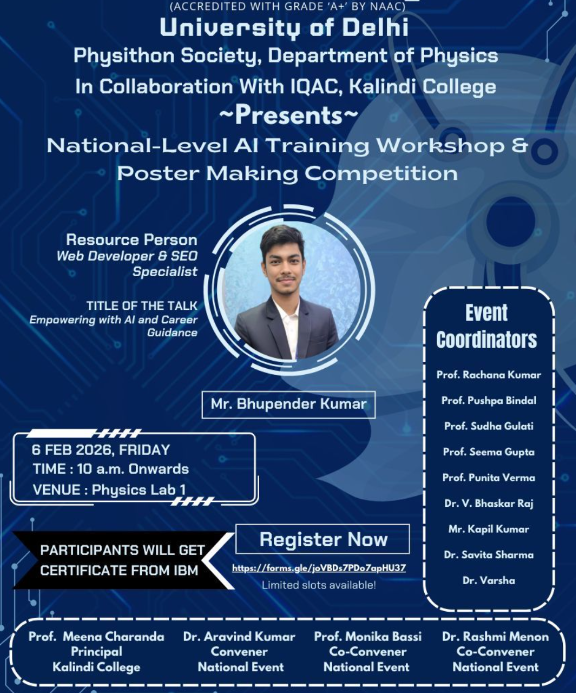 (ACCREDITED WITH GRADE 'A+' BY NAAC)
University of Delhi
Physithon Society, Department of Physics
In Collaboration With IQAC, Kalindi College
~Presents~
National-Level AI Training Workshop &
Poster Making Competition
Resource Person
Web Developer & SEO
Specialist
TITLE OF THE TALK
Empowering with AI and Career
Guidance
Mr. Bhupender Kumar
Event
Coordinators
Prof. Rachana Kumar
Prof. Pushpa Bindal
Prof. Sudha Gulati
Prof. Seema Gupta
Prof. Punita Verma
Dr. V. Bhaskar Raj
Mr. Kapil Kumar
Dr. Savita Sharma
Dr. Varsha
6 FEB 2026, FRIDAY
TIME : 10 a.m. Onwards
VENUE : Physics Lab 1
PARTICIPANTS WILL GET
CERTIFICATE FROM IBM
Register Now
https://forms.gle/joVBDs7PDo7apHU37
Limited slots available!
Prof. Meena Charanda
Principal
Kalindi College
Dr. Aravind Kumar
Convener
National Event
Prof. Monika Bassi
Co-Convener
National Event
Dr. Rashmi Menon
Co-Convener
National Event